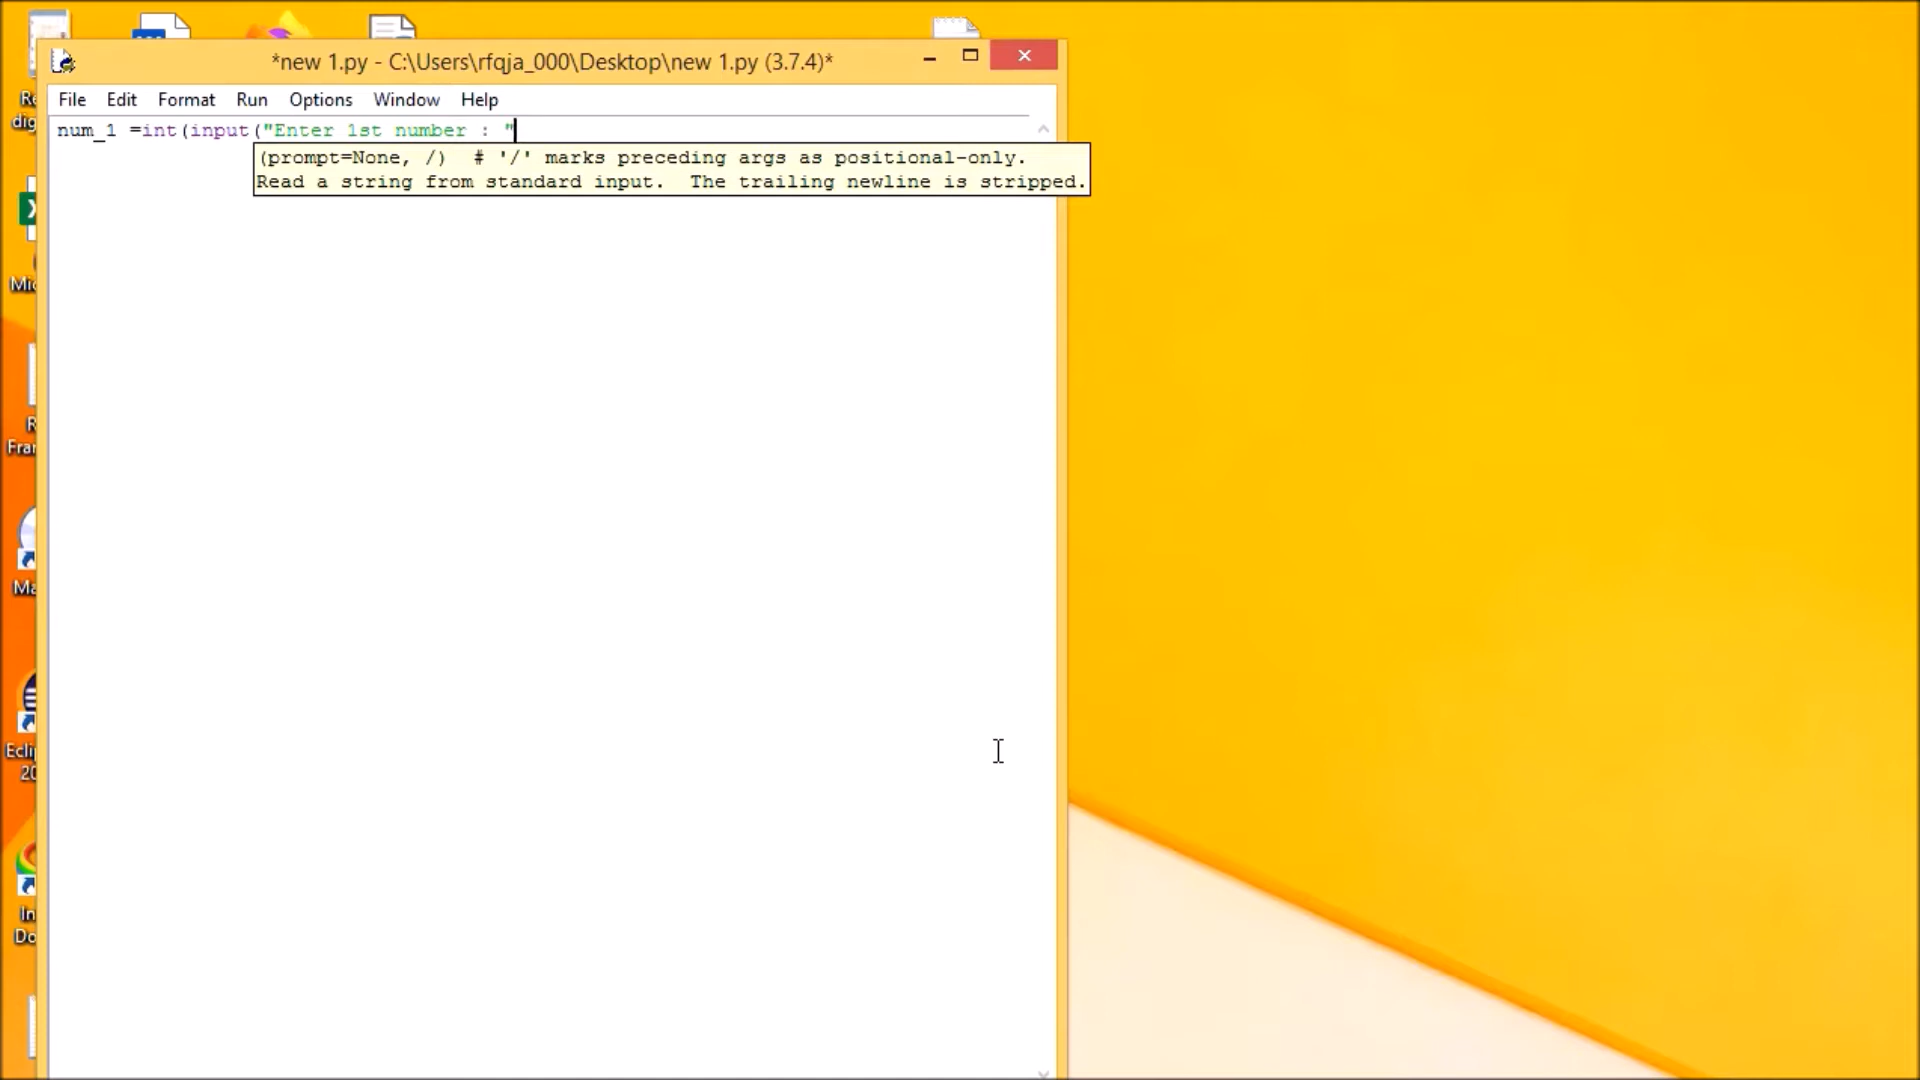 *new 1.py - C:\Users\rfqja_000\Desktop\new 1.py (3.7.4)*
File Edit Format Run Options Window Help
num_1 =int(input("Enter 1st number : "
(prompt=None, /)  # '/' marks preceding args as positional-only.
Read a string from standard input.  The trailing newline is stripped.